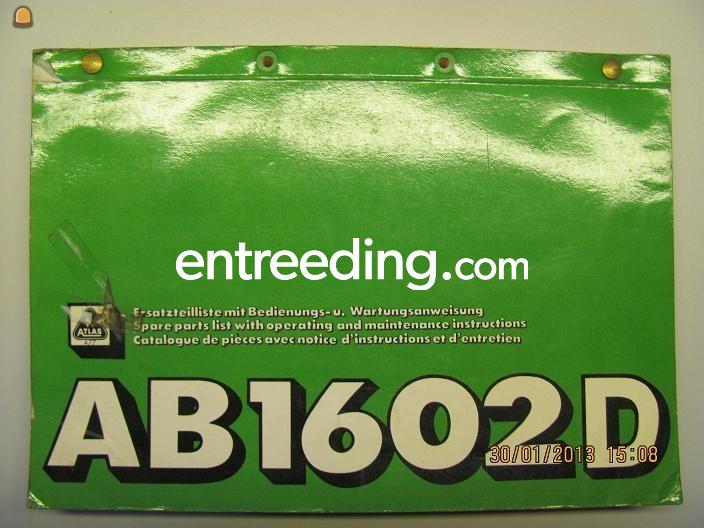 entreeding.com
Ersatzteilliste mit Bedienungs- u. Wartungsanweisung
Spare parts list with operating and maintenance instructions
Catalogue de pièces avec notice d'instructions et d'entretien
ATLAS
AB1602D
30/01/2013 15:08